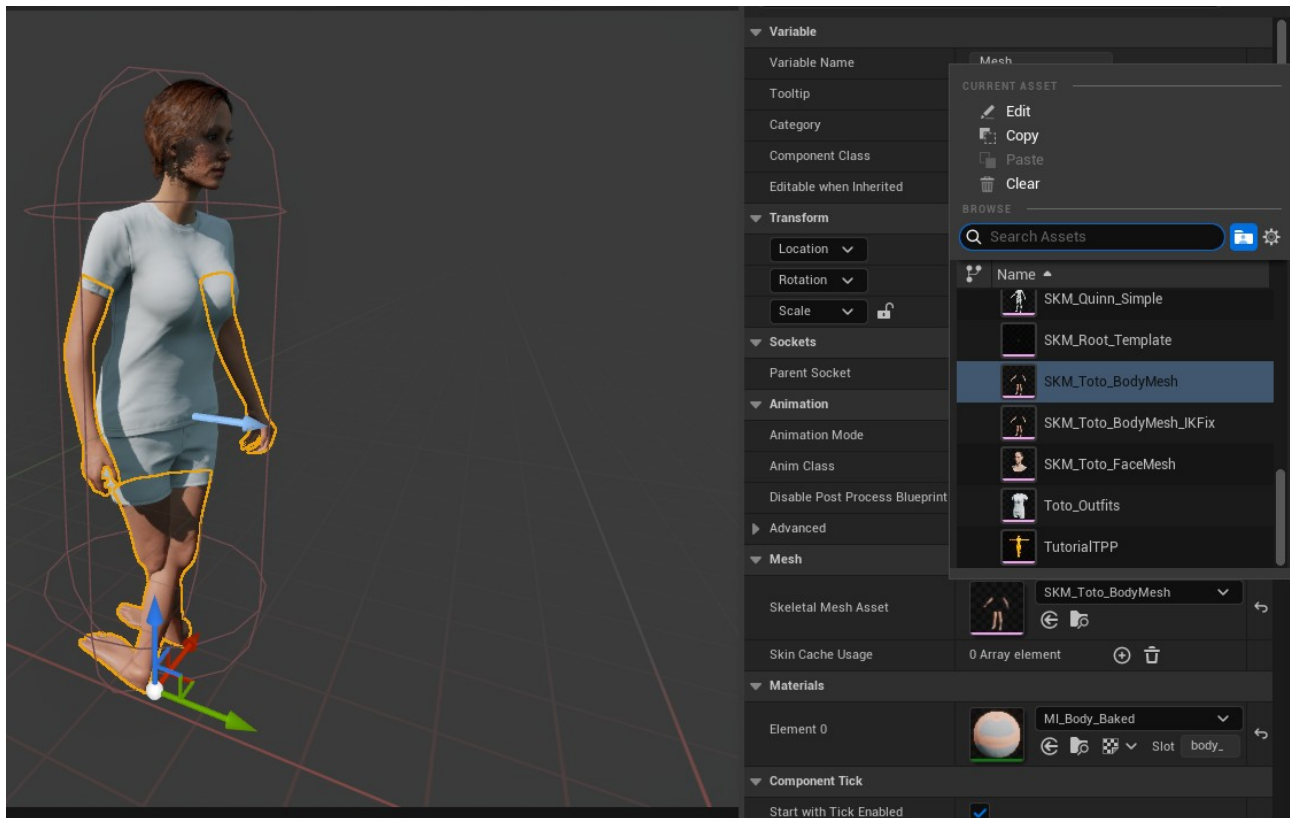 Variable
Variable Name
Mesh
Tooltip
Category
Component Class
Editable when Inherited
Transform
Location
Rotation
Scale
Sockets
Parent Socket
Animation
Animation Mode
Anim Class
Disable Post Process Blueprint
Advanced
CURRENT ASSET
Edit
Copy
Paste
Clear
BROWSE
Search Assets
Name
SKM_Quinn_Simple
SKM_Root_Template
SKM_Toto_BodyMesh
SKM_Toto_BodyMesh_IKFix
SKM_Toto_FaceMesh
Toto_Outfits
TutorialTPP
Mesh
Skeletal Mesh Asset
SKM_Toto_BodyMesh
Skin Cache Usage
0 Array element
Materials
Element 0
MI_Body_Baked
Slot body_
Component Tick
Start with Tick Enabled